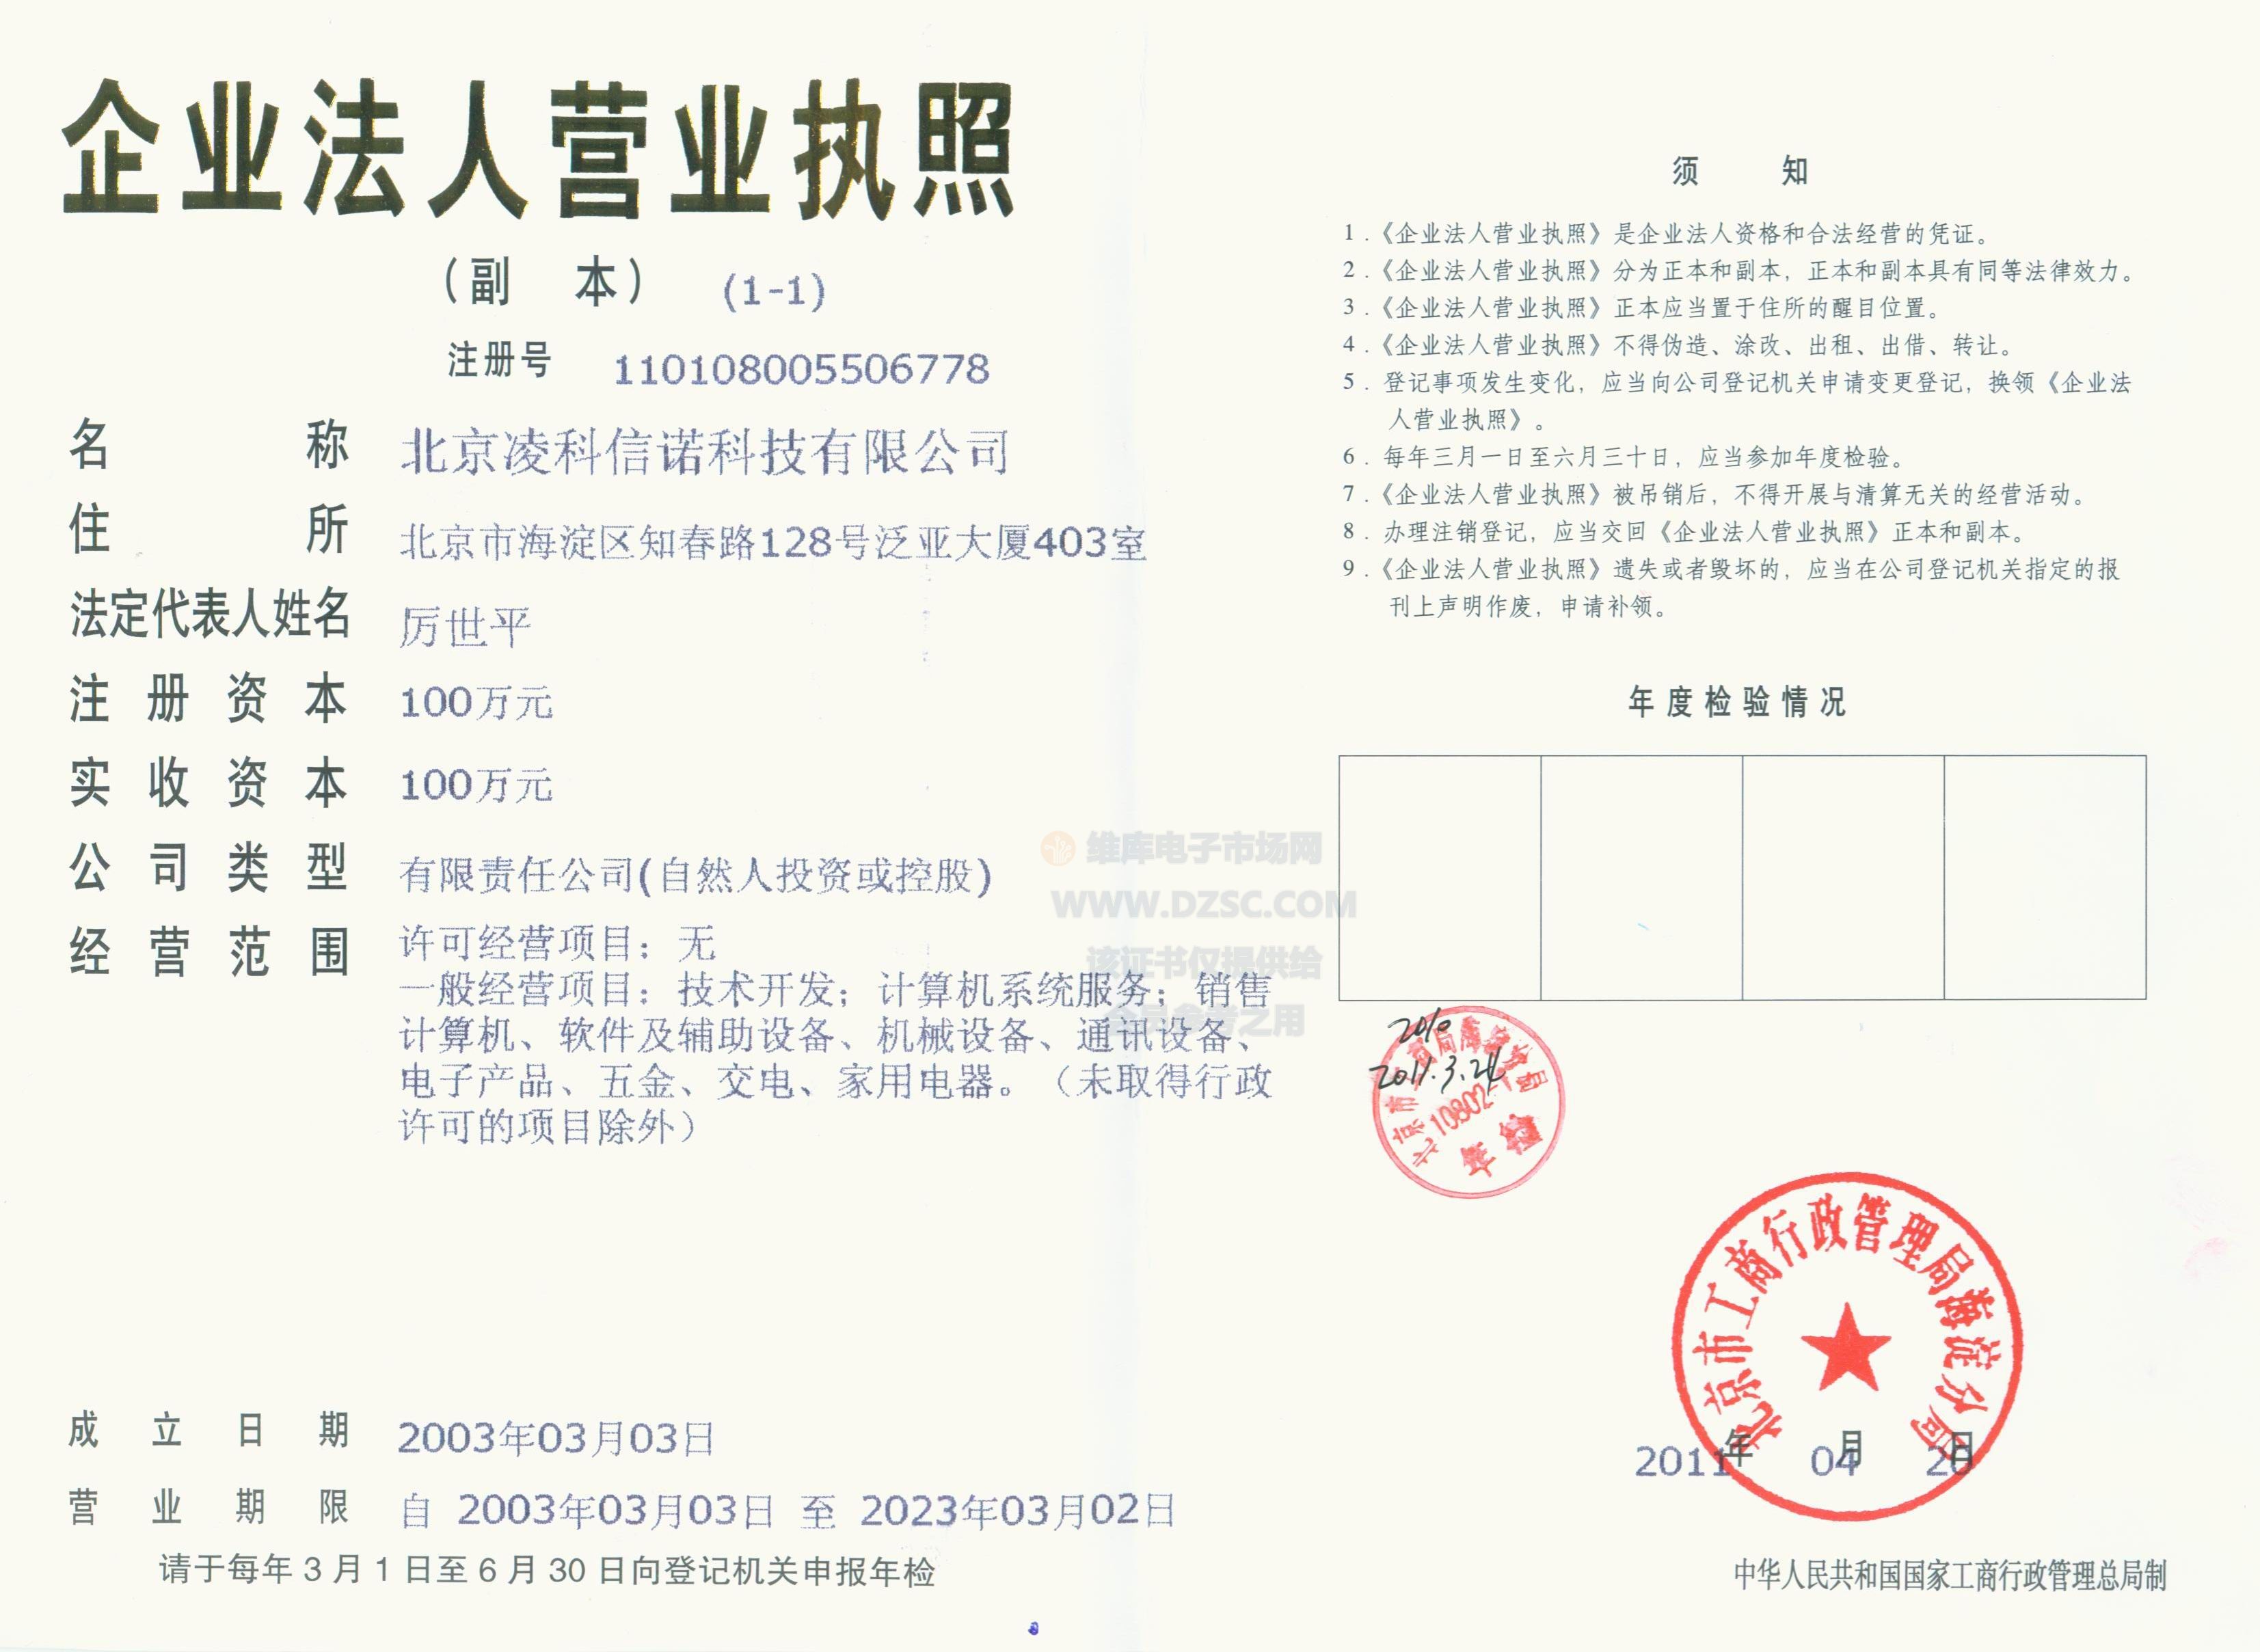 企业法人营业执照
（副 本） (1-1)
注册号 110108005506778
名称 北京凌科信诺科技有限公司
住所 北京市海淀区知春路128号泛亚大厦403室
法定代表人姓名 厉世平
注册资本 100万元
实收资本 100万元
公司类型 有限责任公司(自然人投资或控股)
经营范围 许可经营项目：无
一般经营项目：技术开发；计算机系统服务；销售
计算机、软件及辅助设备、机械设备、通讯设备、
电子产品、五金、交电、家用电器。（未取得行政
许可的项目除外）
成立日期 2003年03月03日
营业期限 自 2003年03月03日 至 2023年03月02日
请于每年3月1日至6月30日向登记机关申报年检
须 知
1．《企业法人营业执照》是企业法人资格和合法经营的凭证。
2．《企业法人营业执照》分为正本和副本，正本和副本具有同等法律效力。
3．《企业法人营业执照》正本应当置于住所的醒目位置。
4．《企业法人营业执照》不得伪造、涂改、出租、出借、转让。
5．登记事项发生变化，应当向公司登记机关申请变更登记，换领《企业法
人营业执照》。
6．每年三月一日至六月三十日，应当参加年度检验。
7．《企业法人营业执照》被吊销后，不得开展与清算无关的经营活动。
8．办理注销登记，应当交回《企业法人营业执照》正本和副本。
9．《企业法人营业执照》遗失或者毁坏的，应当在公司登记机关指定的报
刊上声明作废，申请补领。
年度检验情况
维库电子市场网
WWW.DZSC.COM
该证书仅提供给
会员参考之用
2010
2011.3.24
10802
年检
北京市工商行政管理局海淀分局
2011年 04月 20日
中华人民共和国国家工商行政管理总局制